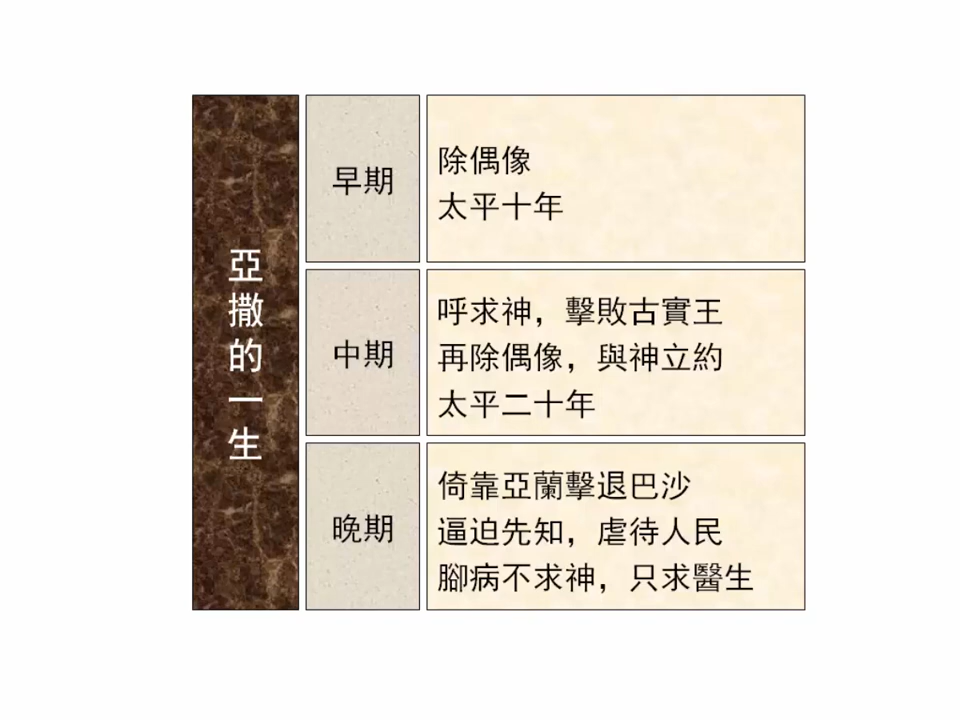 亞撒的一生
早期
除偶像
太平十年
中期
呼求神，擊敗古實王
再除偶像，與神立約
太平二十年
晚期
倚靠亞蘭擊退巴沙
逼迫先知，虐待人民
腳病不求神，只求醫生